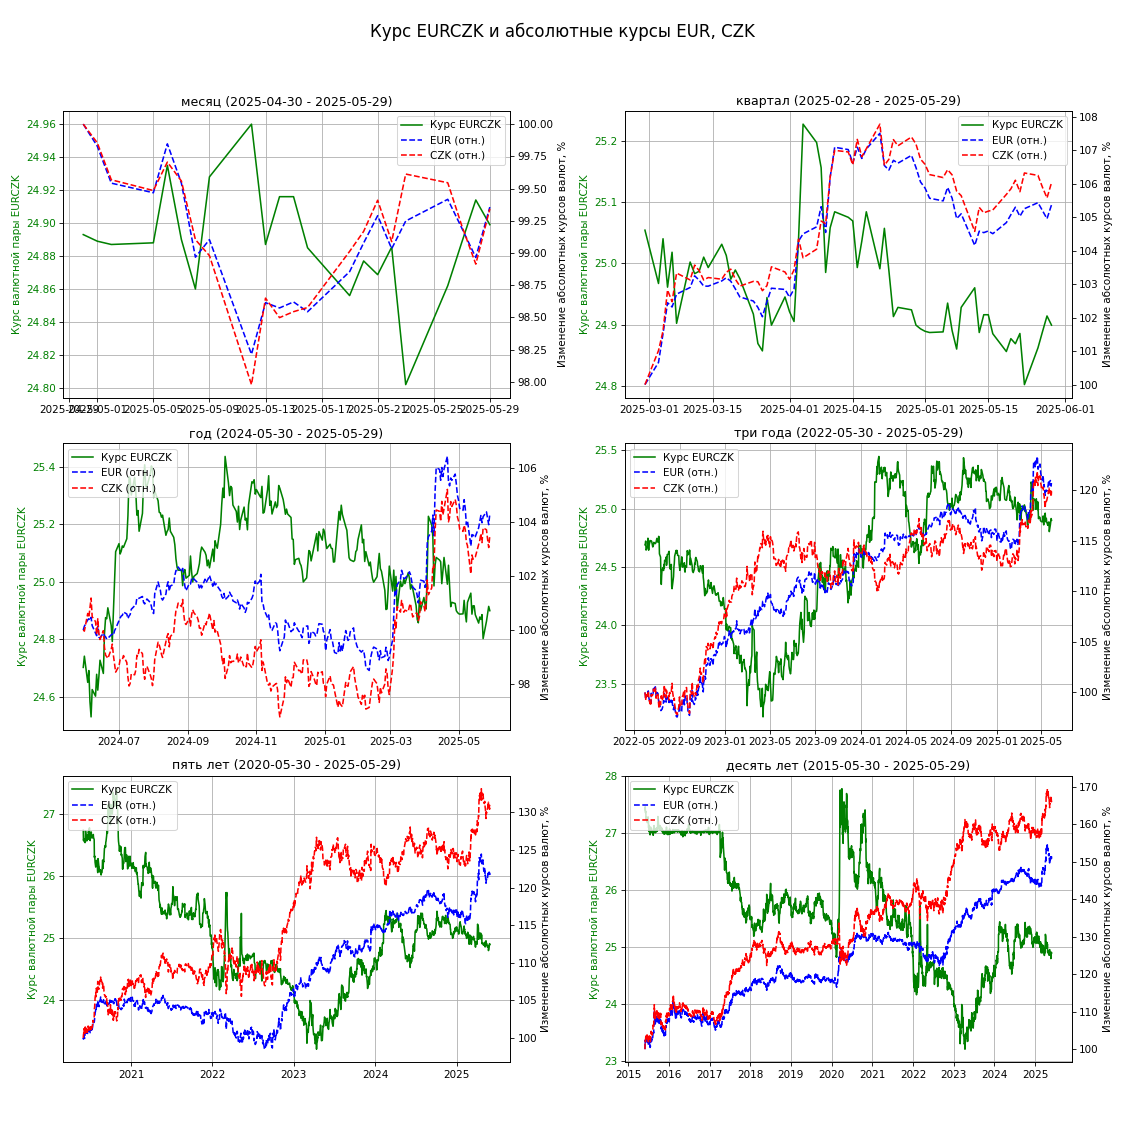 Курс EURCZK и абсолютные курсы EUR, CZK
месяц (2025-04-30 - 2025-05-29)
Курс валютной пары EURCZK
24.96
24.94
24.92
24.90
24.88
24.86
24.84
24.82
24.80
Курс EURCZK
EUR (отн.)
CZK (отн.)
100.00
99.75
99.50
99.25
99.00
98.75
98.50
98.25
98.00
Изменение абсолютных курсов валют, %
2025-04-29 2025-05-01 2025-05-05 2025-05-09 2025-05-13 2025-05-17 2025-05-21 2025-05-25 2025-05-29
квартал (2025-02-28 - 2025-05-29)
Курс валютной пары EURCZK
25.2
25.1
25.0
24.9
24.8
Курс EURCZK
EUR (отн.)
CZK (отн.)
108
107
106
105
104
103
102
101
100
Изменение абсолютных курсов валют, %
2025-03-01 2025-03-15 2025-04-01 2025-04-15 2025-05-01 2025-05-15 2025-06-01
год (2024-05-30 - 2025-05-29)
Курс валютной пары EURCZK
25.4
25.2
25.0
24.8
24.6
Курс EURCZK
EUR (отн.)
CZK (отн.)
106
104
102
100
98
Изменение абсолютных курсов валют, %
2024-07 2024-09 2024-11 2025-01 2025-03 2025-05
три года (2022-05-30 - 2025-05-29)
Курс валютной пары EURCZK
25.5
25.0
24.5
24.0
23.5
Курс EURCZK
EUR (отн.)
CZK (отн.)
120
115
110
105
100
Изменение абсолютных курсов валют, %
2022-05 2022-09 2023-01 2023-05 2023-09 2024-01 2024-05 2024-09 2025-01 2025-05
пять лет (2020-05-30 - 2025-05-29)
Курс валютной пары EURCZK
27
26
25
24
Курс EURCZK
EUR (отн.)
CZK (отн.)
130
125
120
115
110
105
100
Изменение абсолютных курсов валют, %
2021 2022 2023 2024 2025
десять лет (2015-05-30 - 2025-05-29)
Курс валютной пары EURCZK
28
27
26
25
24
23
Курс EURCZK
EUR (отн.)
CZK (отн.)
170
160
150
140
130
120
110
100
Изменение абсолютных курсов валют, %
2015 2016 2017 2018 2019 2020 2021 2022 2023 2024 2025